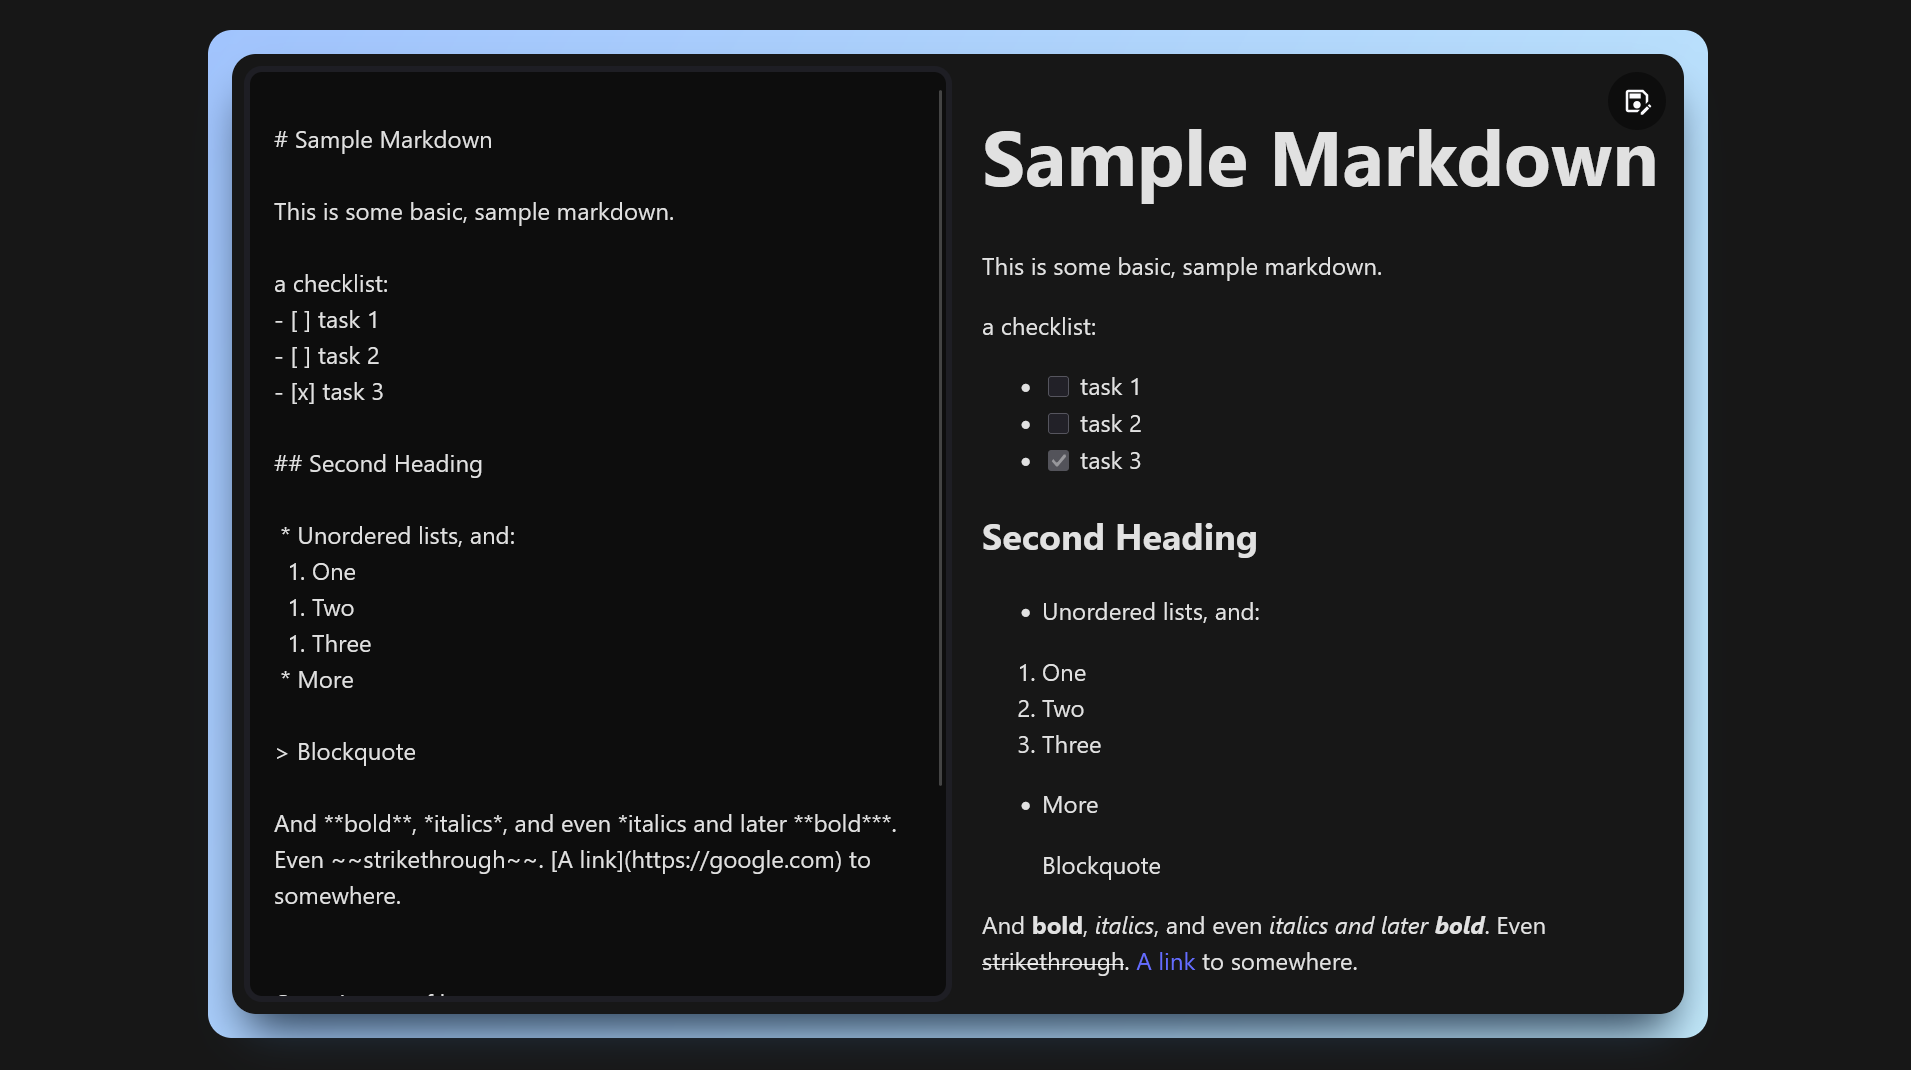 # Sample Markdown
This is some basic, sample markdown.
a checklist:
- [ ] task 1
- [ ] task 2
- [x] task 3
## Second Heading
* Unordered lists, and:
1. One
1. Two
1. Three
* More
> Blockquote
And **bold**, *italics*, and even *italics and later **bold***.
Even ~~strikethrough~~. [A link](https://google.com) to
somewhere.
Sample Markdown
This is some basic, sample markdown.
a checklist:
• task 1
• task 2
• task 3
Second Heading
• Unordered lists, and:
1. One
2. Two
3. Three
• More
Blockquote
And bold, italics, and even italics and later bold. Even
strikethrough. A link to somewhere.